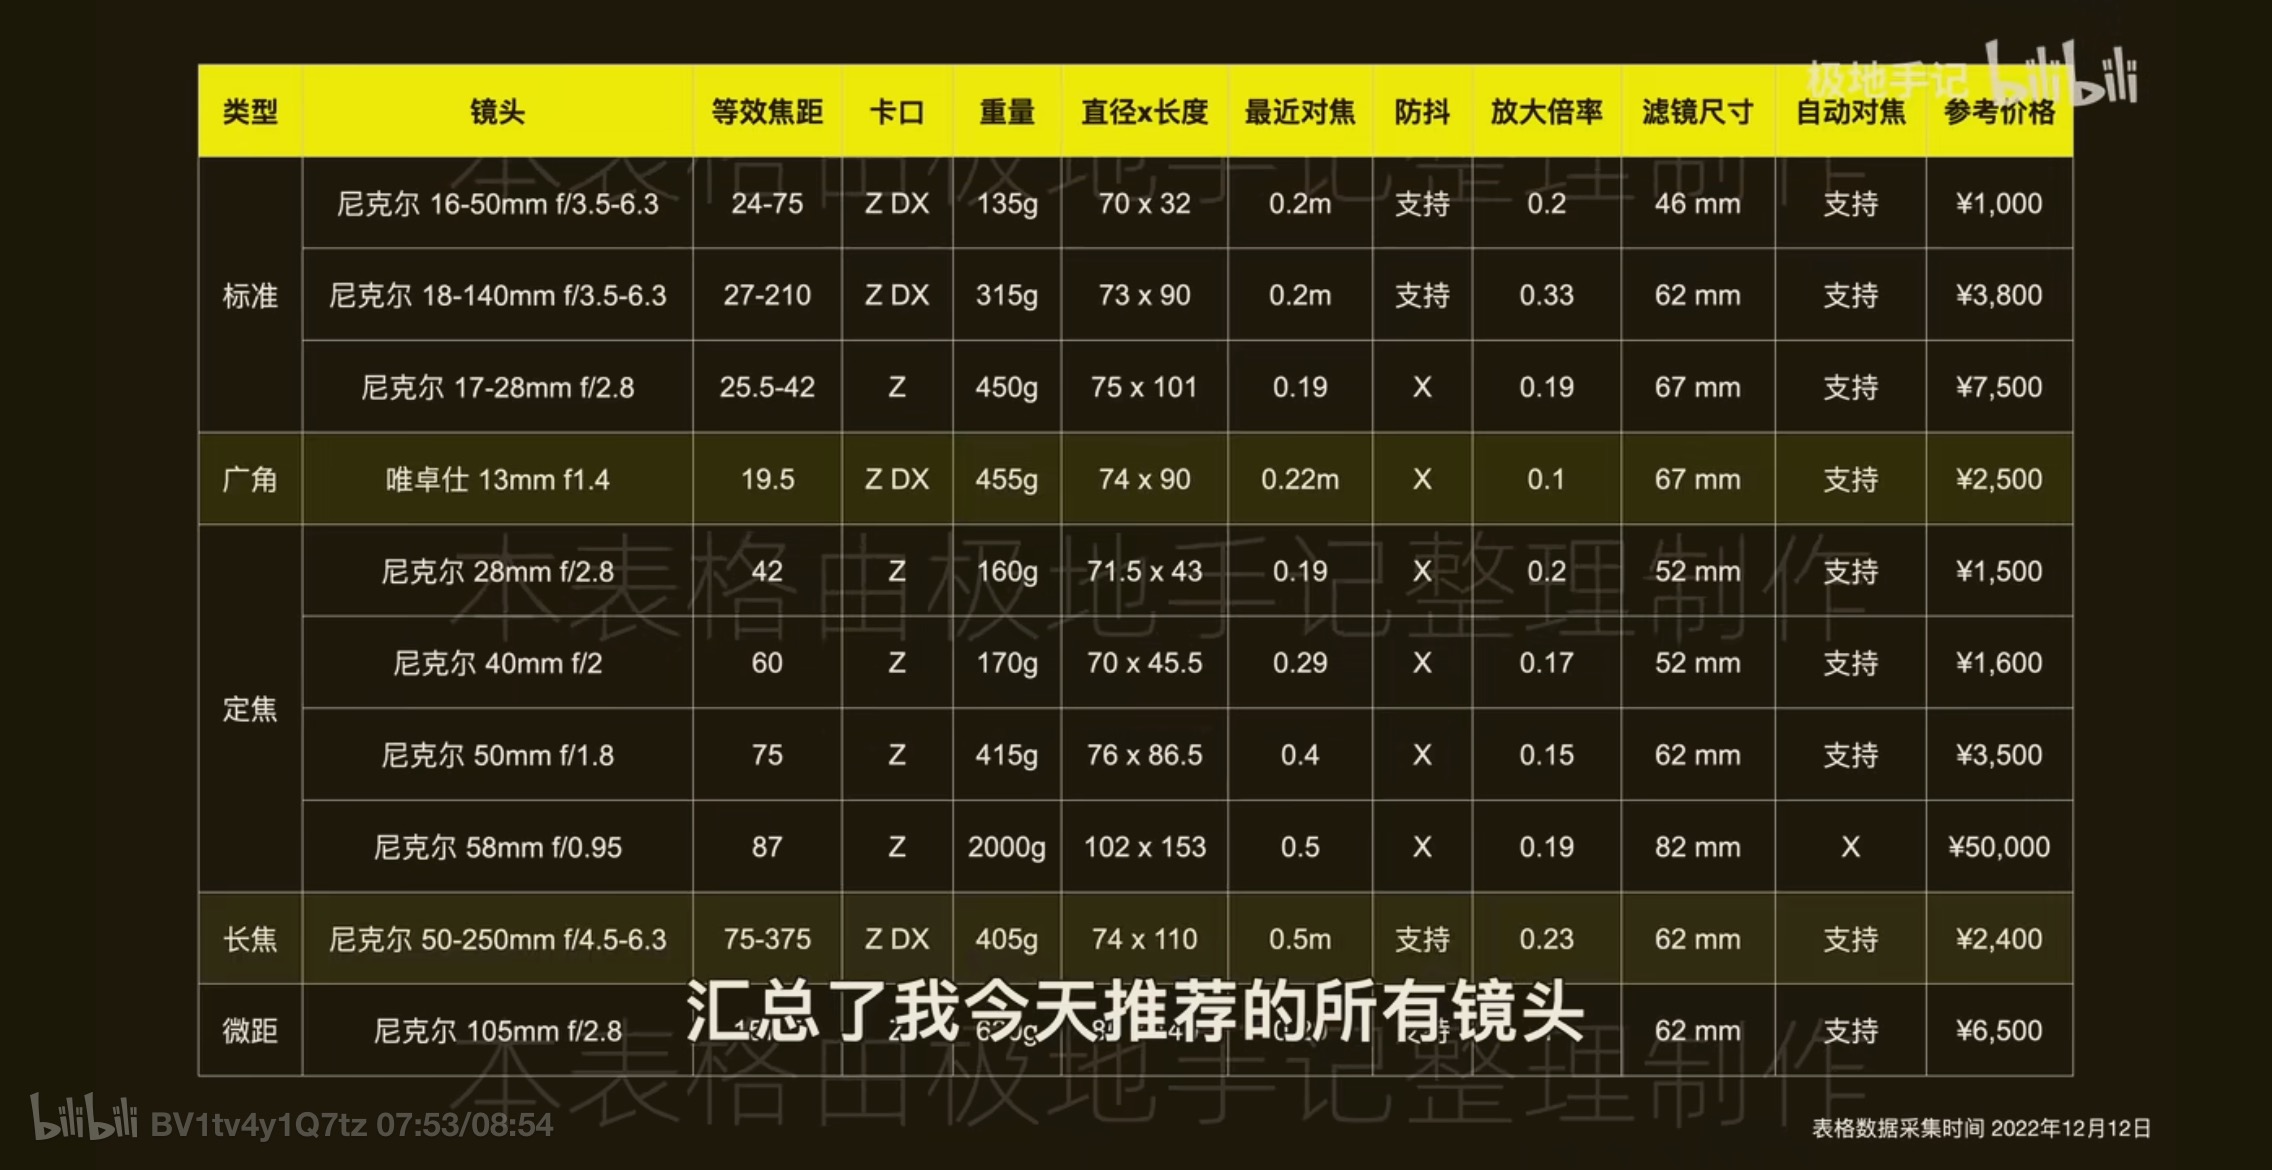 极地手记 bilibili
类型 镜头 等效焦距 卡口 重量 直径x长度 最近对焦 防抖 放大倍率 滤镜尺寸 自动对焦 参考价格
标准 尼克尔 16-50mm f/3.5-6.3 24-75 Z DX 135g 70 x 32 0.2m 支持 0.2 46 mm 支持 ¥1,000
尼克尔 18-140mm f/3.5-6.3 27-210 Z DX 315g 73 x 90 0.2m 支持 0.33 62 mm 支持 ¥3,800
尼克尔 17-28mm f/2.8 25.5-42 Z 450g 75 x 101 0.19 X 0.19 67 mm 支持 ¥7,500
广角 唯卓仕 13mm f1.4 19.5 Z DX 455g 74 x 90 0.22m X 0.1 67 mm 支持 ¥2,500
定焦 尼克尔 28mm f/2.8 42 Z 160g 71.5 x 43 0.19 X 0.2 52 mm 支持 ¥1,500
本表格由极地手记整理制作
尼克尔 40mm f/2 60 Z 170g 70 x 45.5 0.29 X 0.17 52 mm 支持 ¥1,600
尼克尔 50mm f/1.8 75 Z 415g 76 x 86.5 0.4 X 0.15 62 mm 支持 ¥3,500
尼克尔 58mm f/0.95 87 Z 2000g 102 x 153 0.5 X 0.19 82 mm X ¥50,000
长焦 尼克尔 50-250mm f/4.5-6.3 75-375 Z DX 405g 74 x 110 0.5m 支持 0.23 62 mm 支持 ¥2,400
微距 尼克尔 105mm f/2.8 62 mm 支持 ¥6,500
汇总了我今天推荐的所有镜头
本表格由极地手记整理制作
bilibili BV1tv4y1Q7tz 07:53/08:54
表格数据采集时间 2022年12月12日